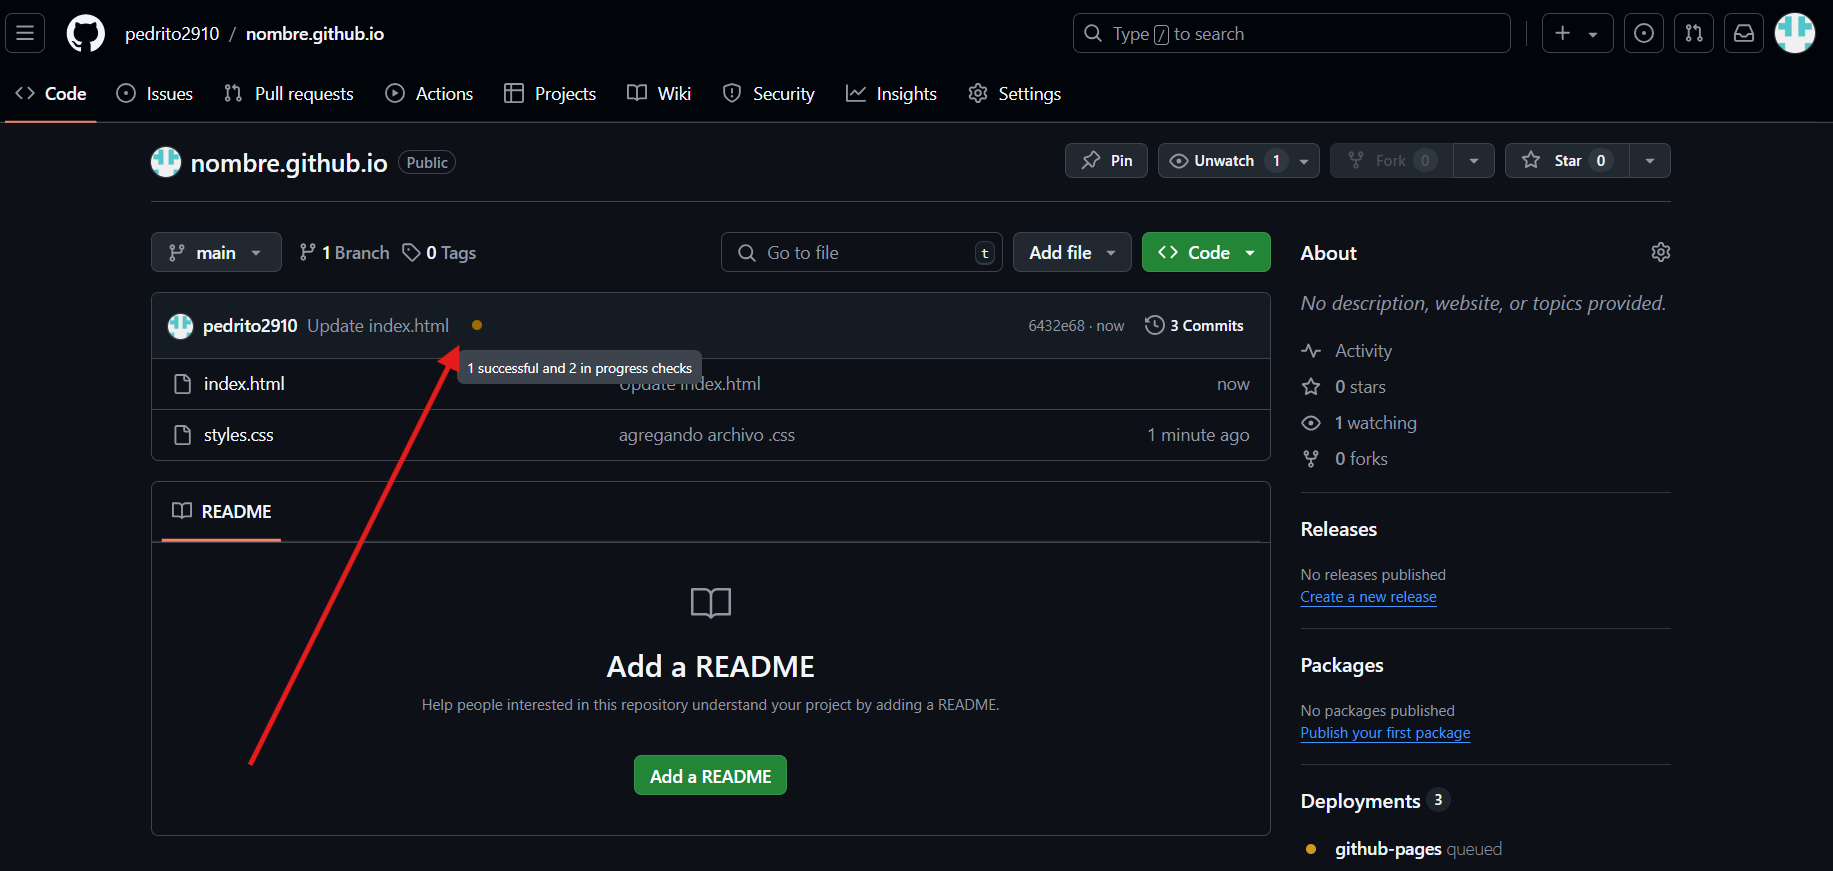 pedrito2910 / nombre.github.io
Type / to search
Code
Issues
Pull requests
Actions
Projects
Wiki
Security
Insights
Settings
nombre.github.io Public
Pin
Unwatch 1
Fork 0
Star 0
main
1 Branch
0 Tags
Go to file t
Add file
Code
pedrito2910 Update index.html
6432e68 · now
3 Commits
1 successful and 2 in progress checks
index.html Update index.html now
styles.css agregando archivo .css 1 minute ago
README
Add a README
Help people interested in this repository understand your project by adding a README.
Add a README
About
No description, website, or topics provided.
Activity
0 stars
1 watching
0 forks
Releases
No releases published
Create a new release
Packages
No packages published
Publish your first package
Deployments 3
github-pages queued